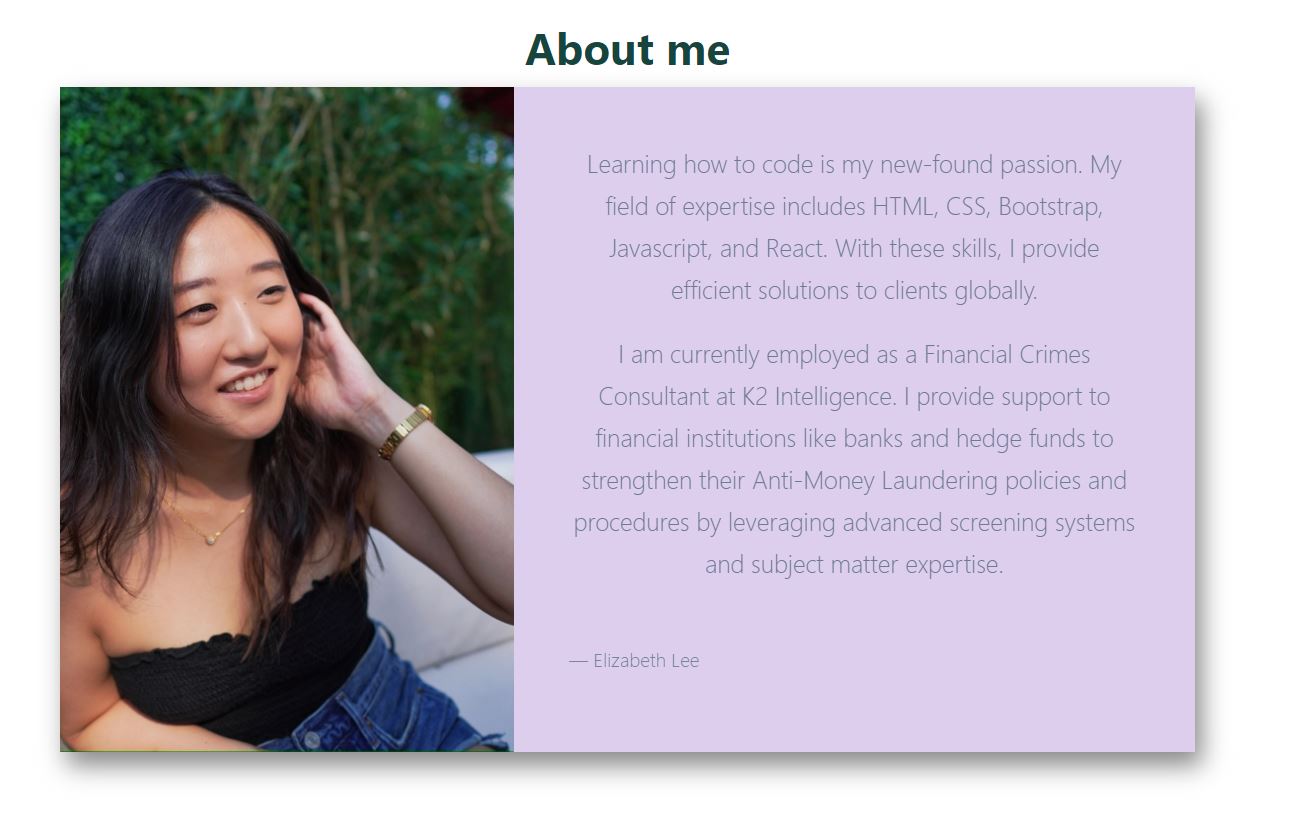 About me
Learning how to code is my new-found passion. My
field of expertise includes HTML, CSS, Bootstrap,
Javascript, and React. With these skills, I provide
efficient solutions to clients globally.
I am currently employed as a Financial Crimes
Consultant at K2 Intelligence. I provide support to
financial institutions like banks and hedge funds to
strengthen their Anti-Money Laundering policies and
procedures by leveraging advanced screening systems
and subject matter expertise.
— Elizabeth Lee